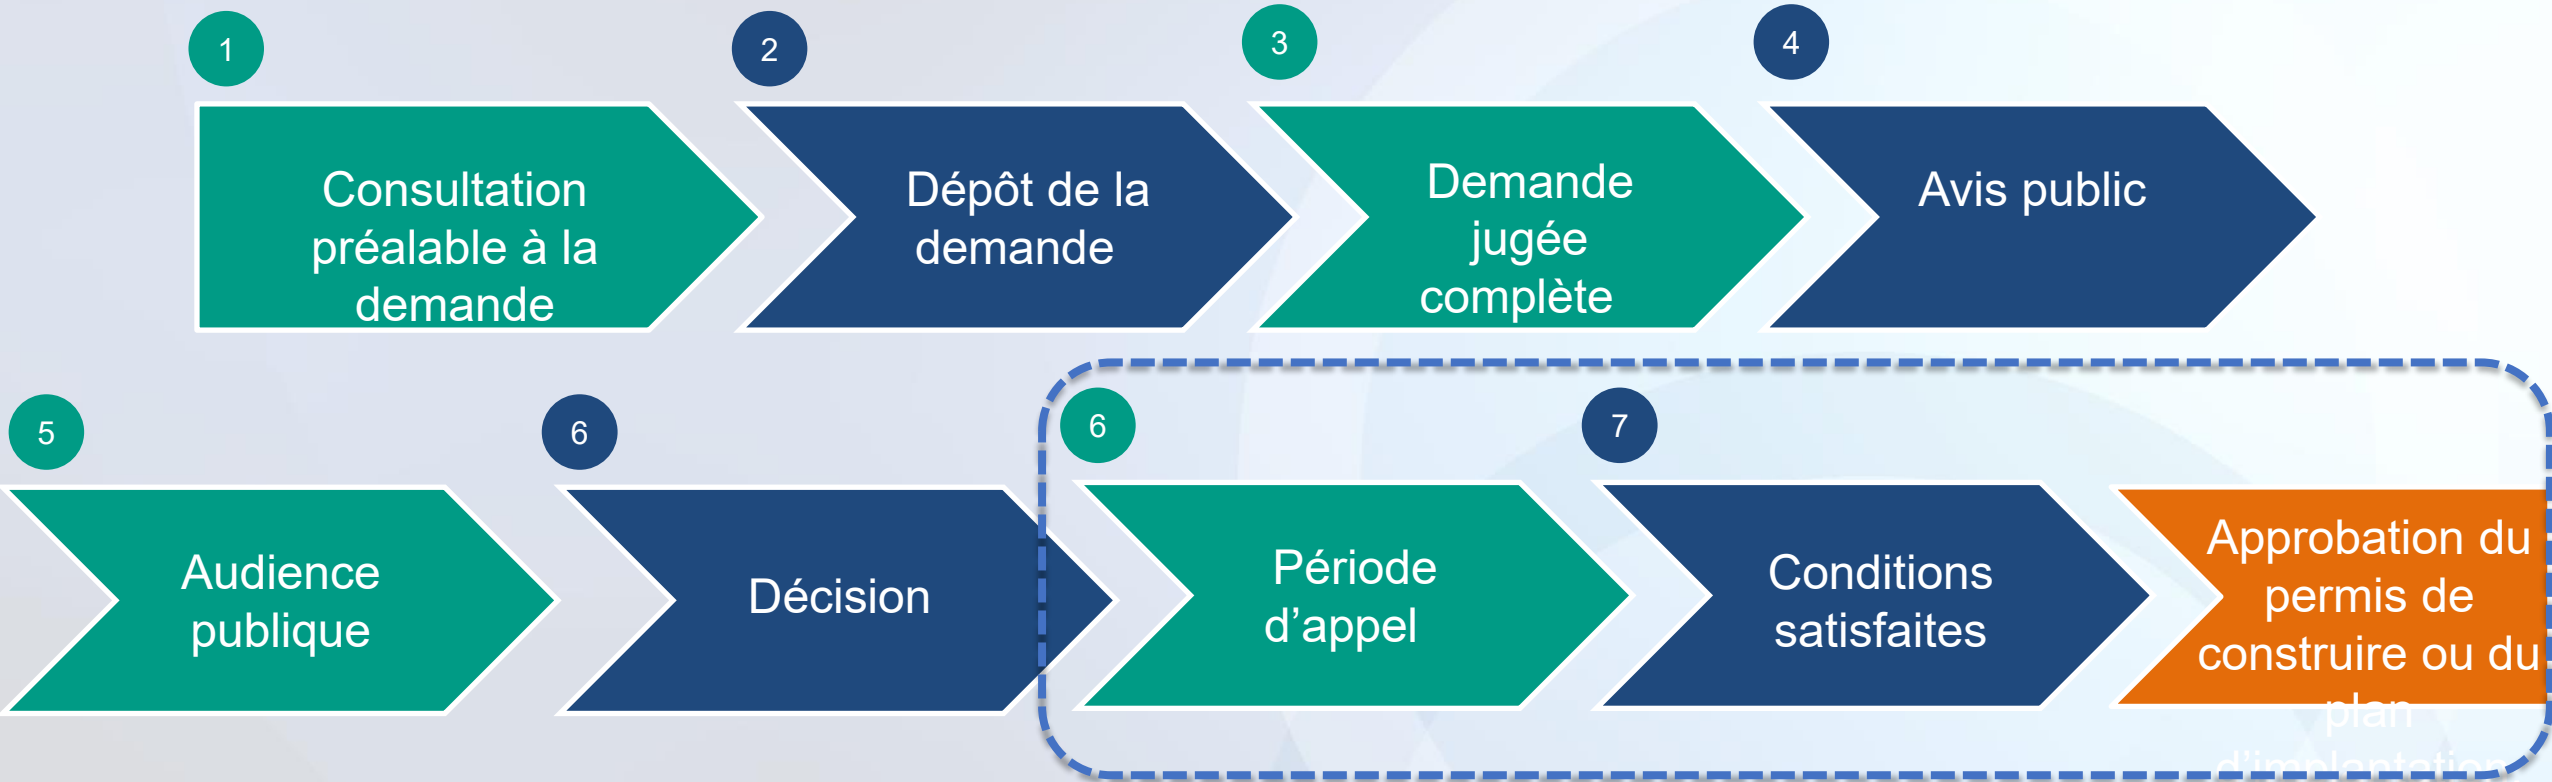 1
Consultation
préalable à la
demande
2
Dépôt de la
demande
3
Demande
jugée
complète
4
Avis public
5
Audience
publique
6
Décision
6
Période
d’appel
7
Conditions
satisfaites
Approbation du
permis de
construire ou du
plan
d’implantation